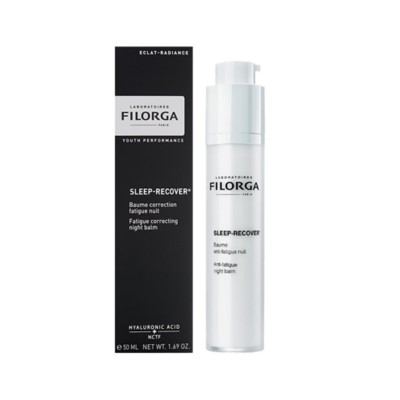 ECLAT-RADIANCE
LABORATOIRES
FILORGA
PARIS
YOUTH PERFORMANCE
SLEEP-RECOVER®
Baume correction
fatigue nuit
Fatigue correcting
night balm
HYALURONIC ACID
+
NCTF
℮ 50 ML NET WT. 1.69 OZ.
LABORATOIRES
FILORGA
PARIS
SLEEP-RECOVER®
Baume
anti-fatigue nuit
Anti-fatigue
night balm